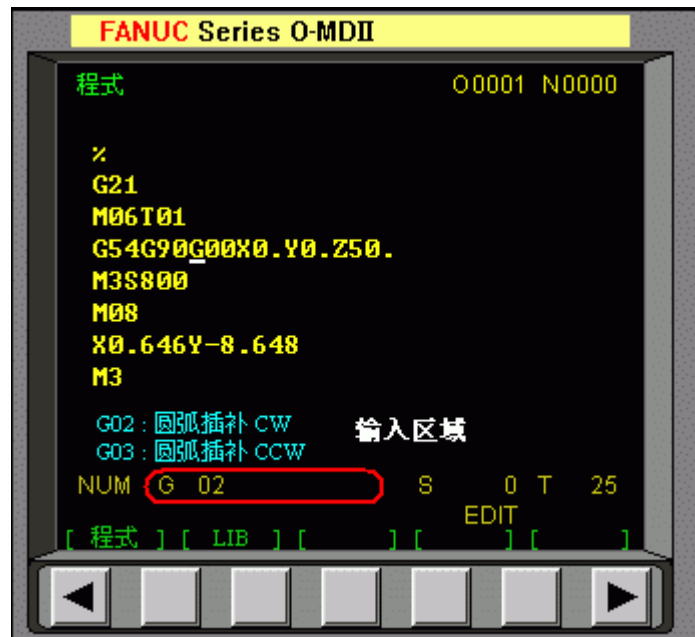 FANUC Series O-MDII
程式 O0001 N0000
%
G21
M06T01
G54G90G00X0.Y0.Z50.
M3S800
M08
X0.646Y-8.648
M3
G02 : 圆弧插补 CW
输入区域
G03 : 圆弧插补 CCW
NUM G 02 S 0 T 25
EDIT
[ 程式 ] [ LIB ] [ ] [ ] [ ]